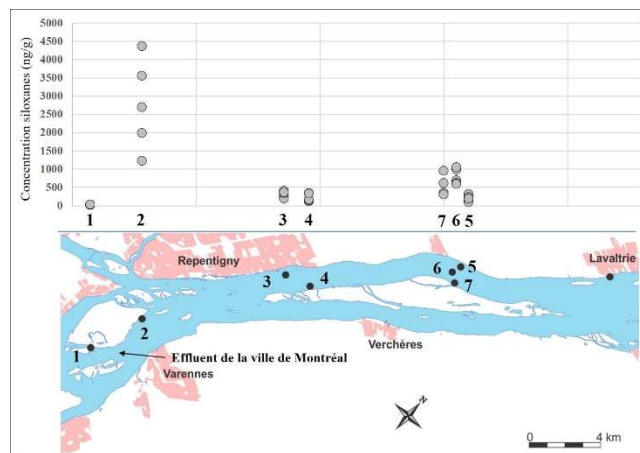 Concentration siloxanes (ng/g)
5000
4500
4000
3500
3000
2500
2000
1500
1000
500
0
1 2 3 4 7 6 5
Repentigny
Lavaltrie
3 4 6 5
7
2
1
Effluent de la ville de Montréal
Varennes
Verchères
N
0 4 km